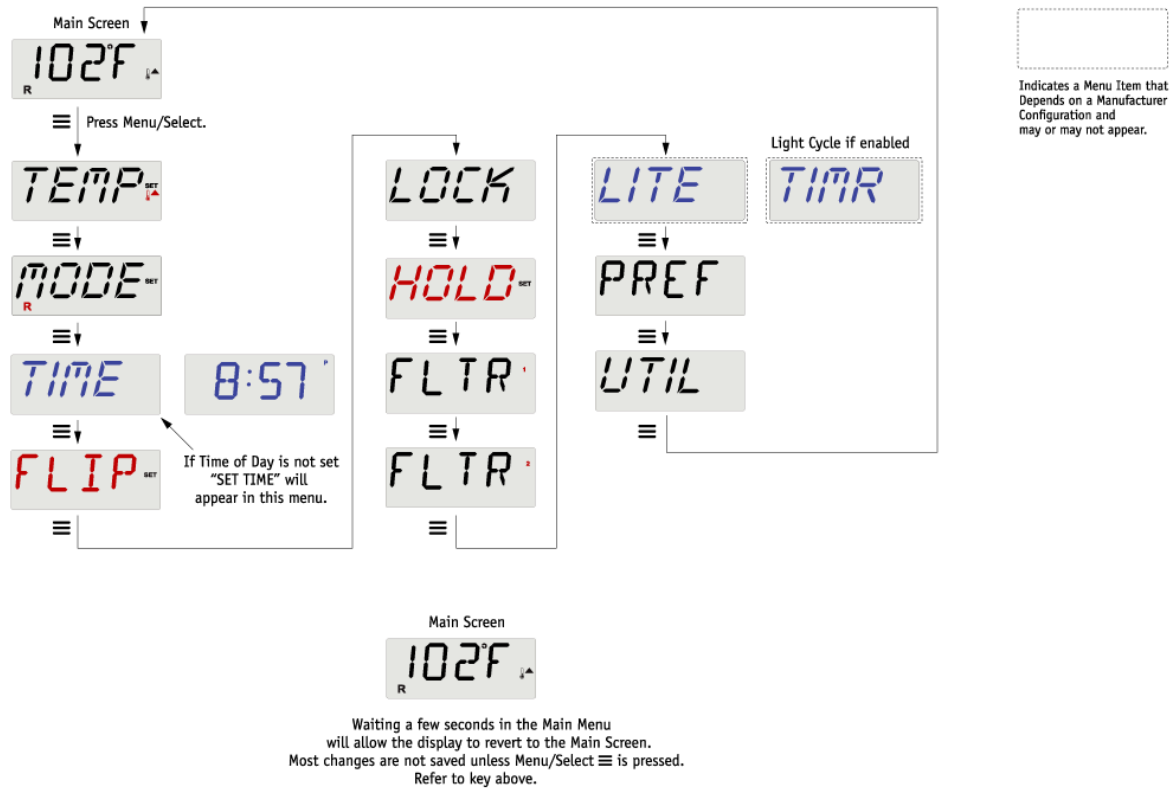 Main Screen
102°F
R
Press Menu/Select.
TEMP SET
MODE SET
R
TIME
8:57 P
If Time of Day is not set
“SET TIME” will
appear in this menu.
FLIP SET
LOCK
HOLD SET
FLTR 1
FLTR 2
Light Cycle if enabled
LITE
TIMR
PREF
UTIL
Indicates a Menu Item that
Depends on a Manufacturer
Configuration and
may or may not appear.
Main Screen
102°F
R
Waiting a few seconds in the Main Menu
will allow the display to revert to the Main Screen.
Most changes are not saved unless Menu/Select ☰ is pressed.
Refer to key above.